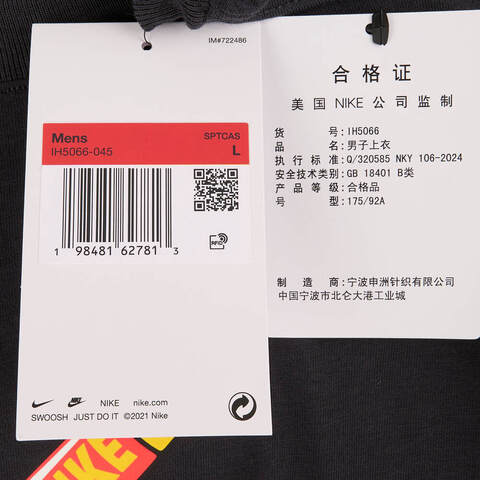 IM#722486
Mens
SPTCAS
IH5066-045
L
1 98481 62781 3
RFID
NIKE nike.com
SWOOSH JUST DO IT ©2021 Nike
合格证
美国 NIKE 公司监制
货号:IH5066
品名:男子上衣
执行标准:Q/320585 NKY 106-2024
安全技术类别:GB 18401 B类
产品等级:合格品
号型:175/92A
制造商:宁波申洲针织有限公司
中国宁波市北仑大港工业城
NIKE